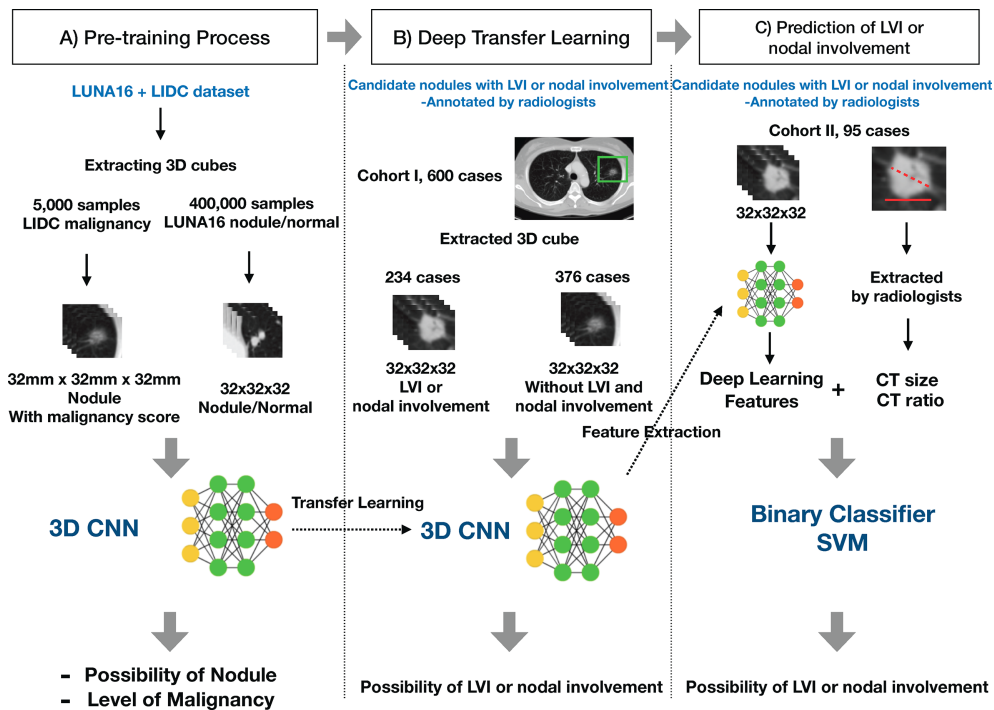 A) Pre-training Process
LUNA16 + LIDC dataset
Extracting 3D cubes
5,000 samples
LIDC malignancy
400,000 samples
LUNA16 nodule/normal
32mm x 32mm x 32mm
Nodule
With malignancy score
32x32x32
Nodule/Normal
3D CNN
Transfer Learning
- Possibility of Nodule
- Level of Malignancy
B) Deep Transfer Learning
Candidate nodules with LVI or nodal involvement
-Annotated by radiologists
Cohort I, 600 cases
Extracted 3D cube
234 cases
376 cases
32x32x32
LVI or
nodal involvement
32x32x32
Without LVI and
nodal involvement
Feature Extraction
3D CNN
Possibility of LVI or nodal involvement
C) Prediction of LVI or
nodal involvement
Candidate nodules with LVI or nodal involvement
-Annotated by radiologists
Cohort II, 95 cases
32x32x32
Extracted
by radiologists
Deep Learning
Features
+
CT size
CT ratio
Binary Classifier
SVM
Possibility of LVI or nodal involvement